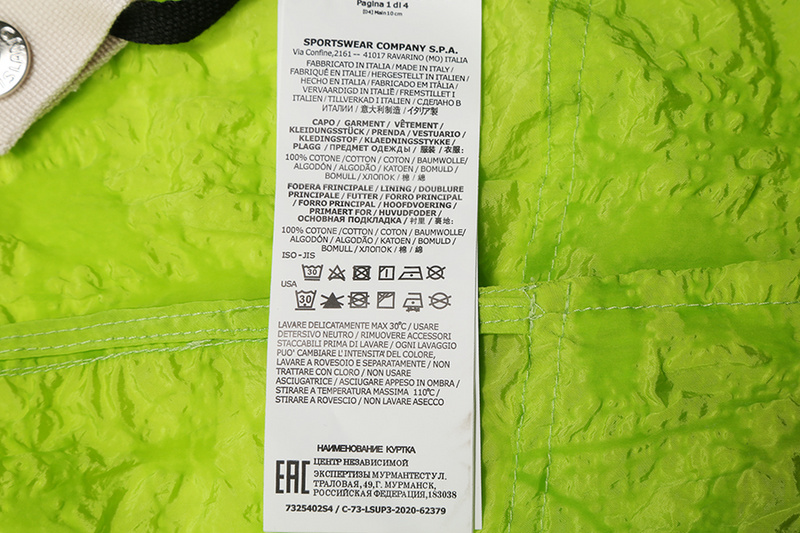 Pagina 1 di 4
[D4] Main 10 cm
SPORTSWEAR COMPANY S.P.A.
Via Confine,2161 -- 41017 RAVARINO (MO) ITALIA
FABBRICATO IN ITALIA / MADE IN ITALY/
FABRIQUÉ EN ITALIE / HERGESTELLT IN ITALIEN/
HECHO EN ITALIA / FABRICADO EM ITÁLIA/
VERVAARDIGD IN ITALIË / FREMSTILLET I
ITALIEN / TILLVERKAD I ITALIEN / СДЕЛАНО В
ИТАЛИИ / 意大利制造 / イタリア製
CAPO / GARMENT / VÊTEMENT/
KLEIDUNGSSTÜCK / PRENDA / VESTUARIO/
KLEDINGSTOF / KLAEDNINGSSTYKKE/
PLAGG / ПРЕДМЕТ ОДЕЖДЫ / 服装 / 衣服:
100% COTONE /COTTON / COTON / BAUMWOLLE/
ALGODÓN / ALGODÃO / KATOEN / BOMULD /
BOMULL / ХЛОПОК / 棉 / 綿
FODERA FRINCIPALE / LINING / DOUBLURE
PRINCIPALE / FUTTER / FORRO PRINCIPAL
/ FORRO PRINCIPAL / HOOFDVOERING /
PRIMAERT FOR / HUVUDFODER /
ОСНОВНАЯ ПОДКЛАДКА / 衬里 / 裏地:
100% COTONE /COTTON / COTON / BAUMWOLLE/
ALGODÓN / ALGODÃO / KATOEN / BOMULD /
BOMULL / ХЛОПОК / 棉 / 綿
ISO - JIS
30
USA
30
LAVARE DELICATAMENTE MAX 30℃ / USARE
DETERSIVO NEUTRO / RIMUOVERE ACCESSORI
STACCABILI PRIMA DI LAVARE / OGNI LAVAGGIO
PUO' CAMBIARE L'INTENSITA' DEL COLORE,
LAVARE A ROVESOIO E SEPARATAMENTE / NON
TRATTARE CON CLORO / NON USARE
ASCIUGATRICE / ASCIUGARE APPESO IN OMBRA /
STIRARE A TEMPERATURA MASSIMA 110℃ /
STIRARE A ROVESCIO / NON LAVARE ASECCO
НАИМЕНОВАНИЕ КУРТКА
EAC
ЦЕНТР НЕЗАВИСИМОЙ
ЭКСПЕРТИЗЫ МУРМАНТЕСТ УЛ.
ТРАЛОВАЯ, 49, Г. МУРМАНСК,
РОССИЙСКАЯ ФЕДЕРАЦИЯ,183038
7325402S4 / C-73-LSUP3-2020-62379